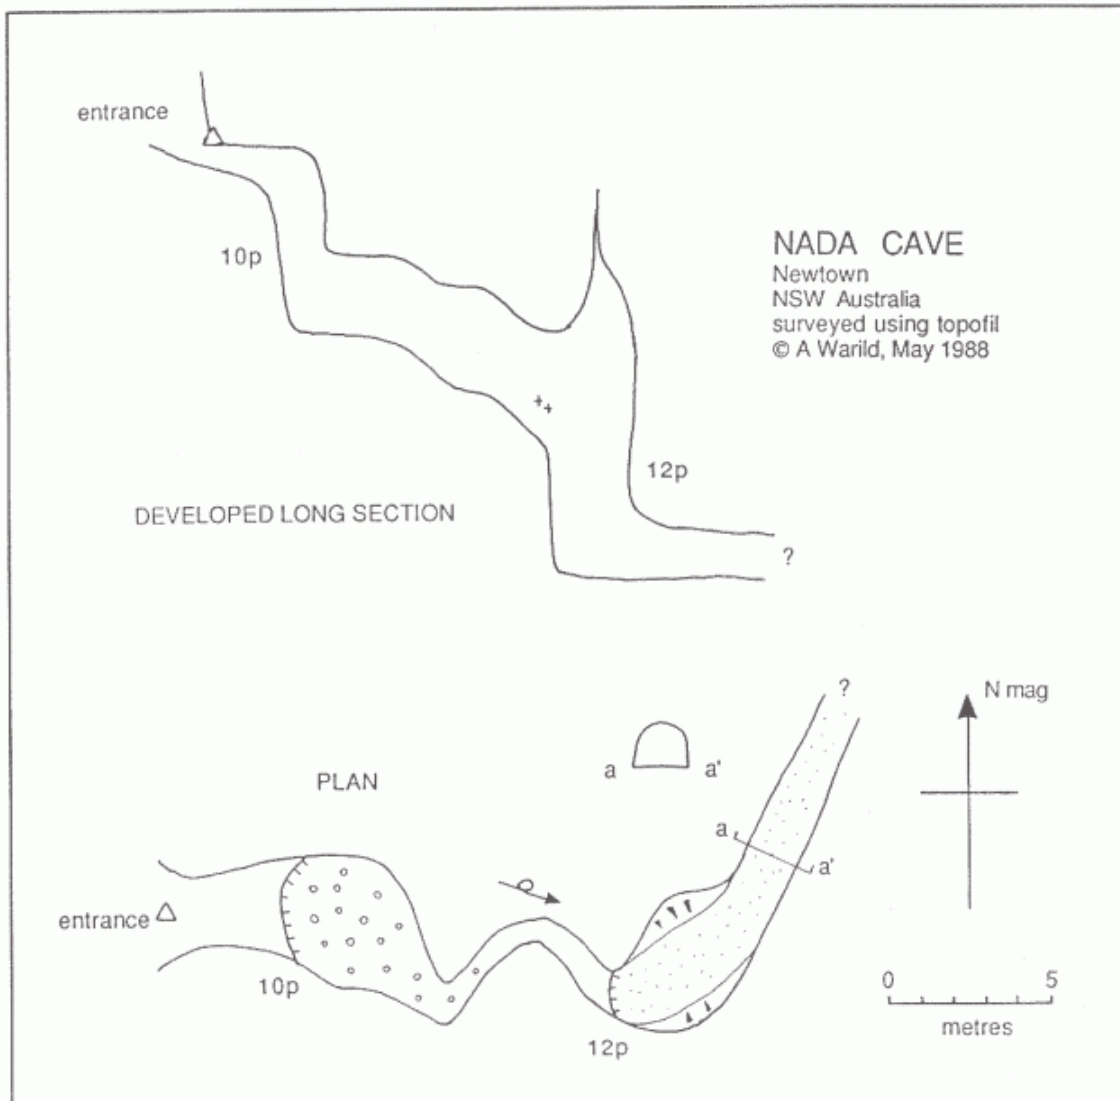 entrance
10p
NADA CAVE
Newtown
NSW Australia
surveyed using topofil
© A Warild, May 1988
12p
DEVELOPED LONG SECTION
?
?
N mag
a a'
PLAN
a
a'
entrance
10p
0 5
metres
12p